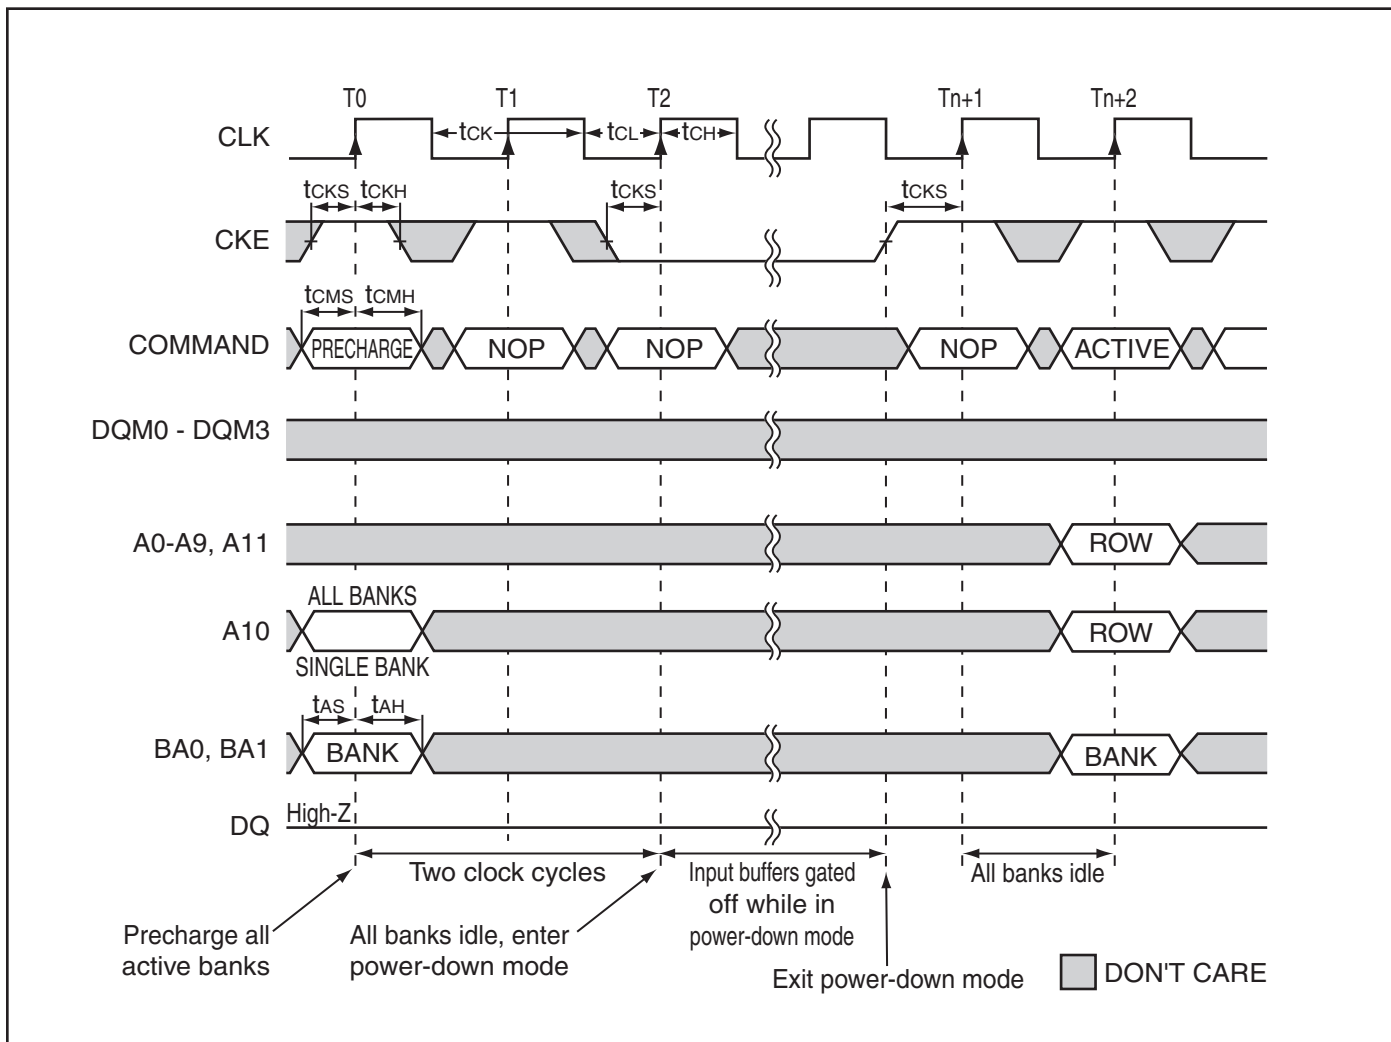 T0 T1 T2 Tn+1 Tn+2
CLK tCK tCL tCH
tCKS tCKH tCKS tCKS
CKE
tCMS tCMH
COMMAND PRECHARGE NOP NOP NOP ACTIVE
DQM0 - DQM3
A0-A9, A11 ROW
ALL BANKS
A10 ROW
SINGLE BANK
tAS tAH
BA0, BA1 BANK BANK
High-Z
DQ
Two clock cycles
Input buffers gated
off while in
power-down mode
All banks idle
Precharge all
active banks
All banks idle, enter
power-down mode
Exit power-down mode
DON'T CARE